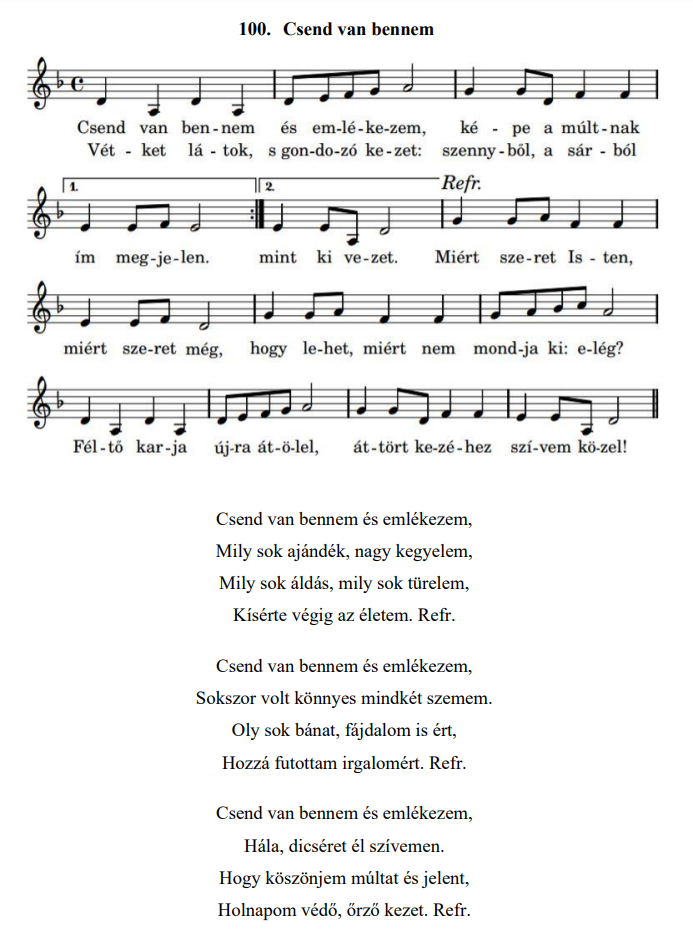 100. Csend van bennem
Csend van ben-nem és em-lé-ke-zem, ké - pe a múlt-nak
Vét - ket lá - tok, s gon-do-zó ke-zet: szenny-ből, a sár - ból
1. 2. Refr.
ím meg-je-len. mint ki ve-zet. Miért sze-ret Is - ten,
miért sze-ret még, hogy le-het, miért nem mond-ja ki: e-lég?
Fél-tő kar-ja új-ra át-ö-lel, át-tört ke-zé-hez szí-vem kö-zel!
Csend van bennem és emlékezem,
Mily sok ajándék, nagy kegyelem,
Mily sok áldás, mily sok türelem,
Kísérte végig az életem. Refr.
Csend van bennem és emlékezem,
Sokszor volt könnyes mindkét szemem.
Oly sok bánat, fájdalom is ért,
Hozzá futottam irgalomért. Refr.
Csend van bennem és emlékezem,
Hála, dicséret él szívemen.
Hogy köszönjem múltat és jelent,
Holnapom védő, őrző kezet. Refr.